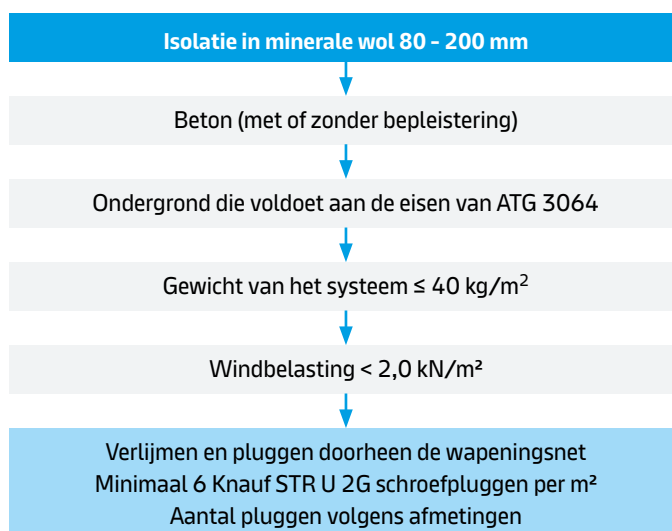 Isolatie in minerale wol 80 - 200 mm
Beton (met of zonder bepleistering)
Ondergrond die voldoet aan de eisen van ATG 3064
Gewicht van het systeem ≤ 40 kg/m²
Windbelasting < 2,0 kN/m²
Verlijmen en pluggen doorheen de wapeningsnet
Minimaal 6 Knauf STR U 2G schroefpluggen per m²
Aantal pluggen volgens afmetingen